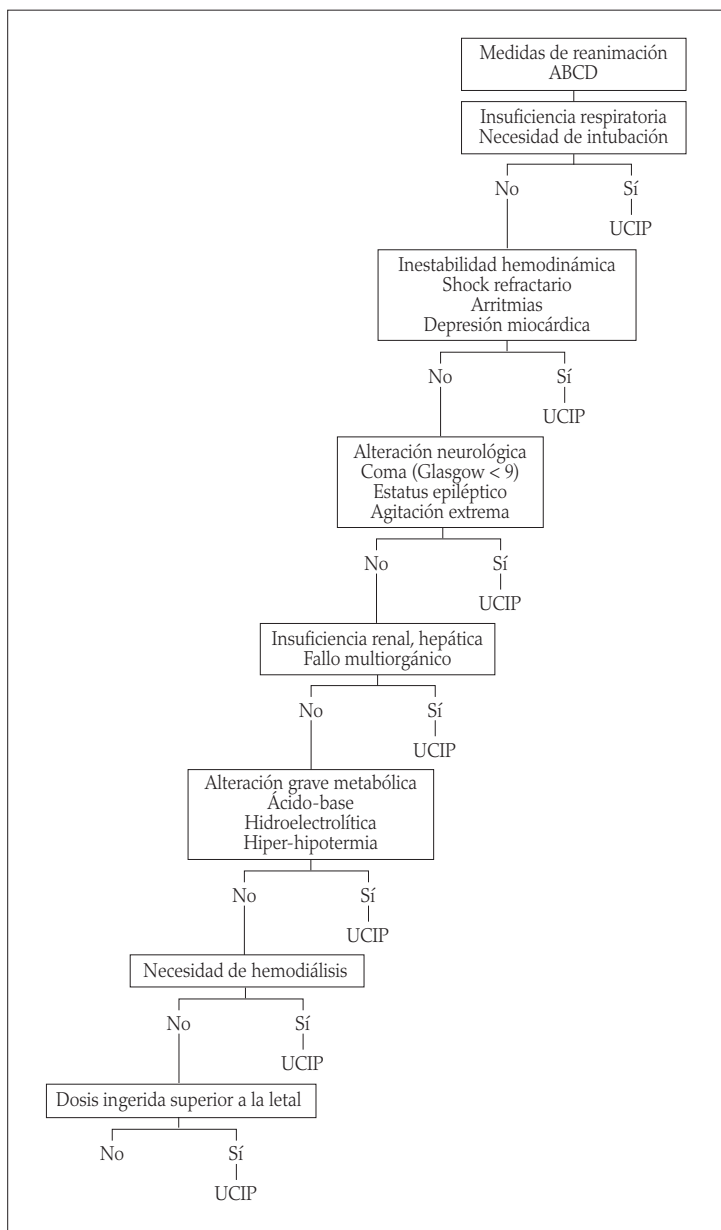 Medidas de reanimación
ABCD
Insuficiencia respiratoria
Necesidad de intubación
No
Sí
UCIP
Inestabilidad hemodinámica
Shock refractario
Arritmias
Depresión miocárdica
No
Sí
UCIP
Alteración neurológica
Coma (Glasgow < 9)
Estatus epiléptico
Agitación extrema
No
Sí
UCIP
Insuficiencia renal, hepática
Fallo multiorgánico
No
Sí
UCIP
Alteración grave metabólica
Ácido-base
Hidroelectrolítica
Hiper-hipotermia
No
Sí
UCIP
Necesidad de hemodiálisis
No
Sí
UCIP
Dosis ingerida superior a la letal
No
Sí
UCIP